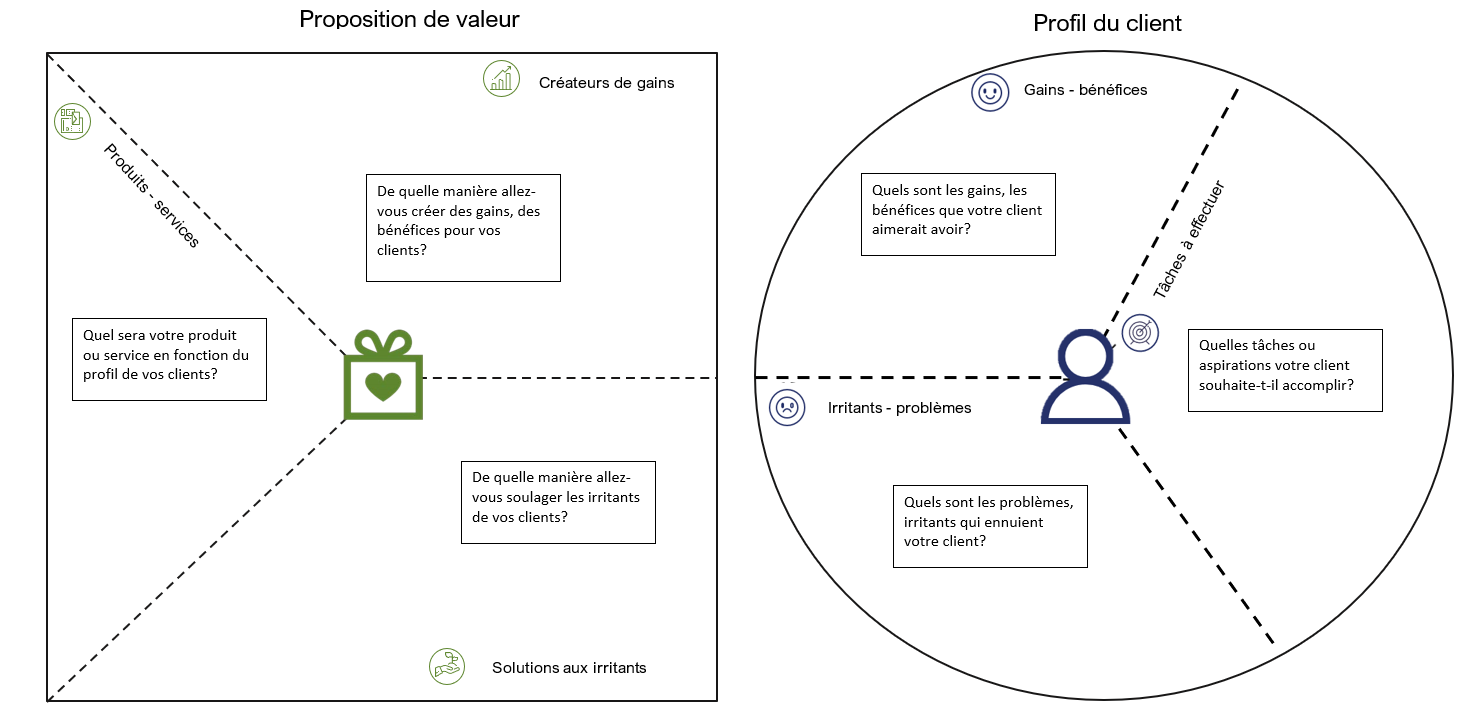 Proposition de valeur
Créateurs de gains
Produits - services
De quelle manière allez-
vous créer des gains, des
bénéfices pour vos
clients?
Quel sera votre produit
ou service en fonction du
profil de vos clients?
De quelle manière allez-
vous soulager les irritants
de vos clients?
Solutions aux irritants
Profil du client
Gains - bénéfices
Quels sont les gains, les
bénéfices que votre client
aimerait avoir?
Tâches à effectuer
Quelles tâches ou
aspirations votre client
souhaite-t-il accomplir?
Irritants - problèmes
Quels sont les problèmes,
irritants qui ennuient
votre client?